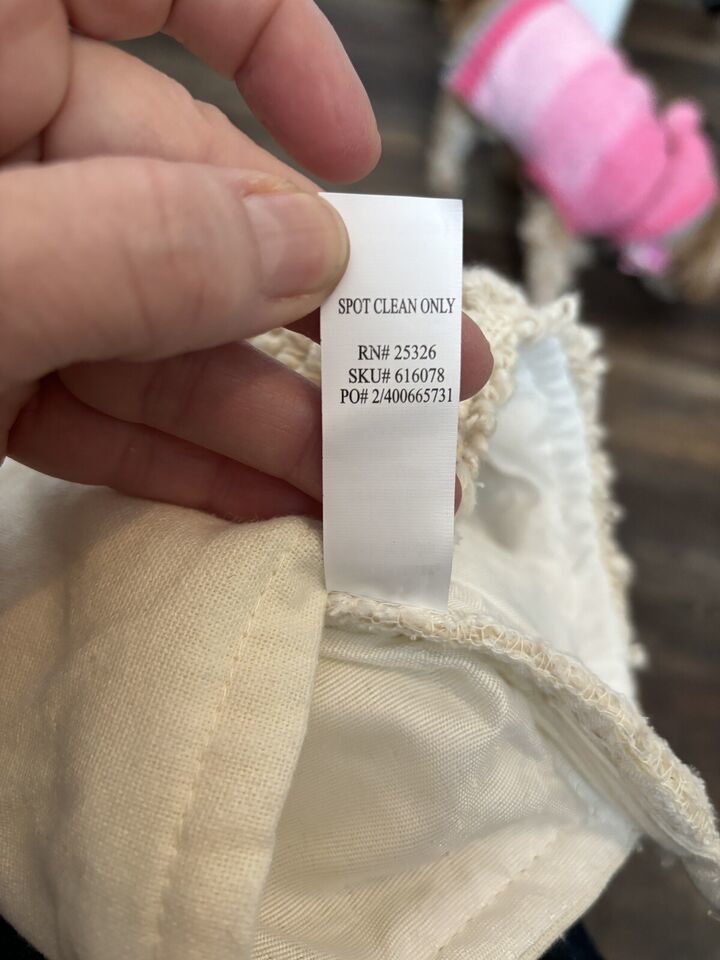 SPOT CLEAN ONLY
RN# 25326
SKU# 616078
PO# 2/400665731